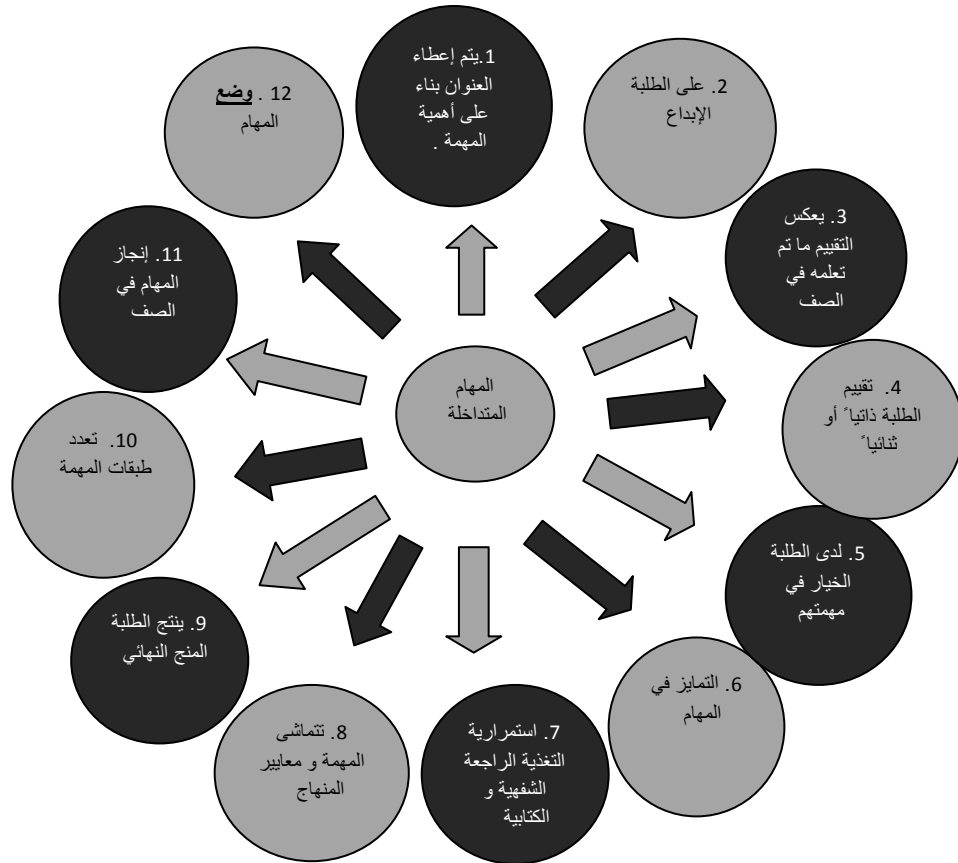 1.يتم إعطاء
العنوان بناء
على أهمية
المهمة .
2. على الطلبة
الإبداع
3. يعكس
التقييم ما تم
تعلمه في
الصف
4. تقييم
الطلبة ذاتياً أو
ثنائياً
5. لدى الطلبة
الخيار في
مهمتهم
6. التمايز في
المهام
7. استمرارية
التغذية الراجعة
الشفهية و
الكتابية
8. تتماشى
المهمة و معايير
المنهاج
9. ينتج الطلبة
المنج النهائي
10. تعدد
طبقات المهمة
11. إنجاز
المهام في
الصف
12 . وضع
المهام
المهام
المتداخلة